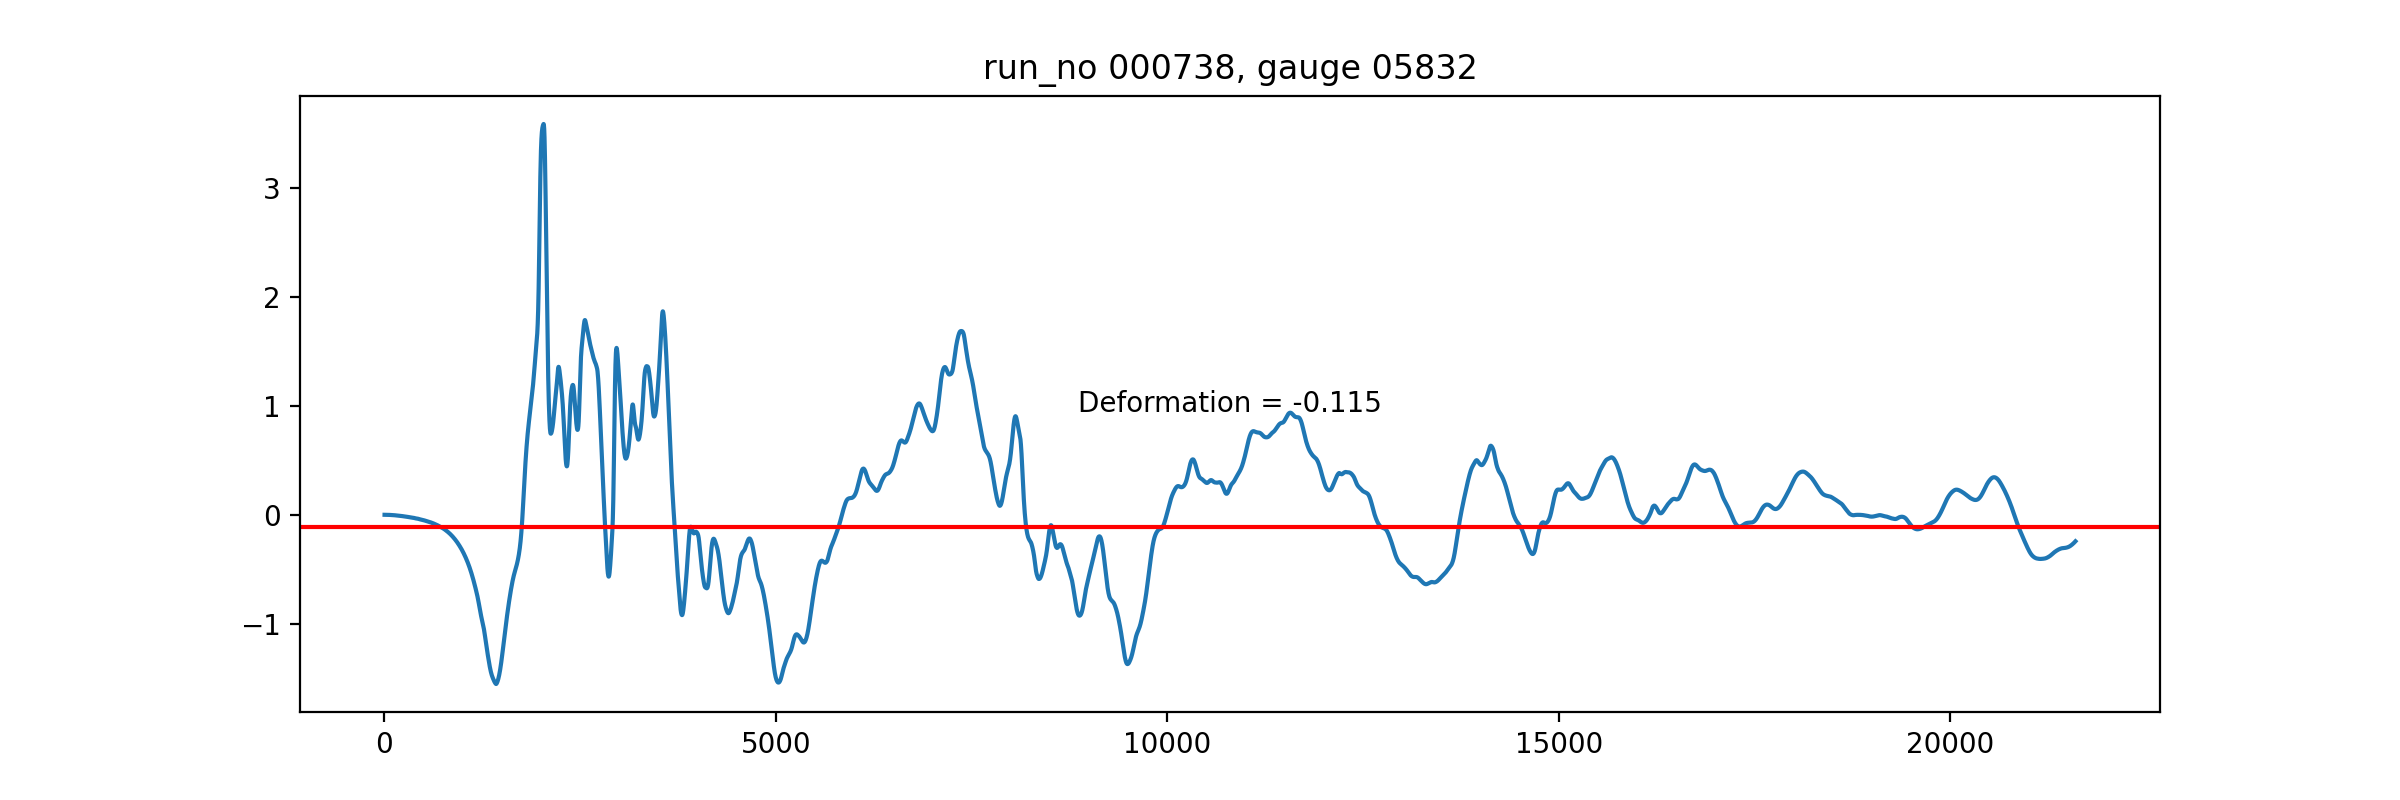 run_no 000738, gauge 05832
3
2
1
0
−1
Deformation = -0.115
0 5000 10000 15000 20000